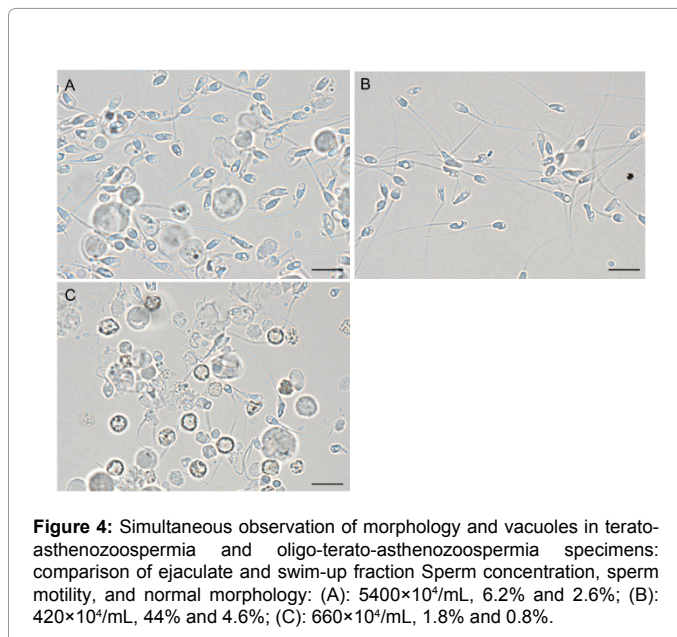 A
B
C
Figure 4: Simultaneous observation of morphology and vacuoles in terato-
asthenozoospermia and oligo-terato-asthenozoospermia specimens:
comparison of ejaculate and swim-up fraction Sperm concentration, sperm
motility, and normal morphology: (A): 5400×10⁴/mL, 6.2% and 2.6%; (B):
420×10⁴/mL, 44% and 4.6%; (C): 660×10⁴/mL, 1.8% and 0.8%.